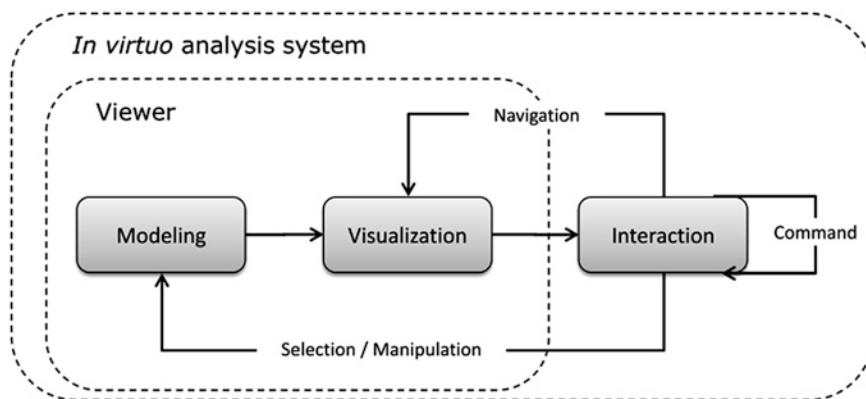 In virtuo analysis system
Viewer
Navigation
Modeling
Visualization
Interaction
Command
Selection / Manipulation